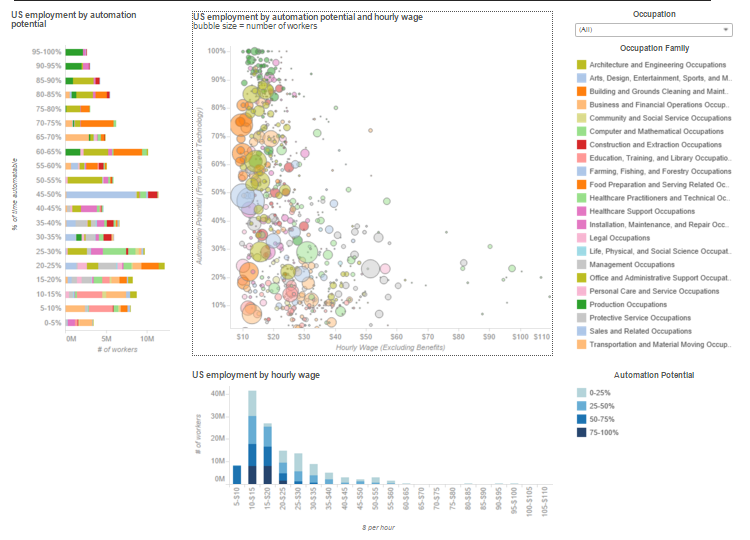 US employment by automation
potential
95-100%
90-95%
85-90%
80-85%
75-80%
70-75%
65-70%
60-65%
55-60%
50-55%
45-50%
40-45%
35-40%
30-35%
25-30%
20-25%
15-20%
10-15%
5-10%
0-5%
% of time automatable
0M 5M 10M
# of workers
US employment by automation potential and hourly wage
bubble size = number of workers
100%
90%
80%
70%
60%
50%
40%
30%
20%
10%
Automation Potential (From Current Technology)
$10 $20 $30 $40 $50 $60 $70 $80 $90 $100 $110
Hourly Wage (Excluding Benefits)
US employment by hourly wage
40M
30M
20M
10M
0M
# of workers
5-$10
10-$15
15-$20
20-$25
25-$30
30-$35
35-$40
40-$45
45-$50
50-$55
55-$60
60-$65
65-$70
70-$75
75-$80
80-$85
85-$90
90-$95
95-$100
100-$105
105-$110
$ per hour
Occupation
(All)
Occupation Family
Architecture and Engineering Occupations
Arts, Design, Entertainment, Sports, and M..
Building and Grounds Cleaning and Maint..
Business and Financial Operations Occup..
Community and Social Service Occupations
Computer and Mathematical Occupations
Construction and Extraction Occupations
Education, Training, and Library Occupatio..
Farming, Fishing, and Forestry Occupations
Food Preparation and Serving Related Oc..
Healthcare Practitioners and Technical Oc..
Healthcare Support Occupations
Installation, Maintenance, and Repair Occ..
Legal Occupations
Life, Physical, and Social Science Occupat..
Management Occupations
Office and Administrative Support Occupat..
Personal Care and Service Occupations
Production Occupations
Protective Service Occupations
Sales and Related Occupations
Transportation and Material Moving Occup..
Automation Potential
0-25%
25-50%
50-75%
75-100%